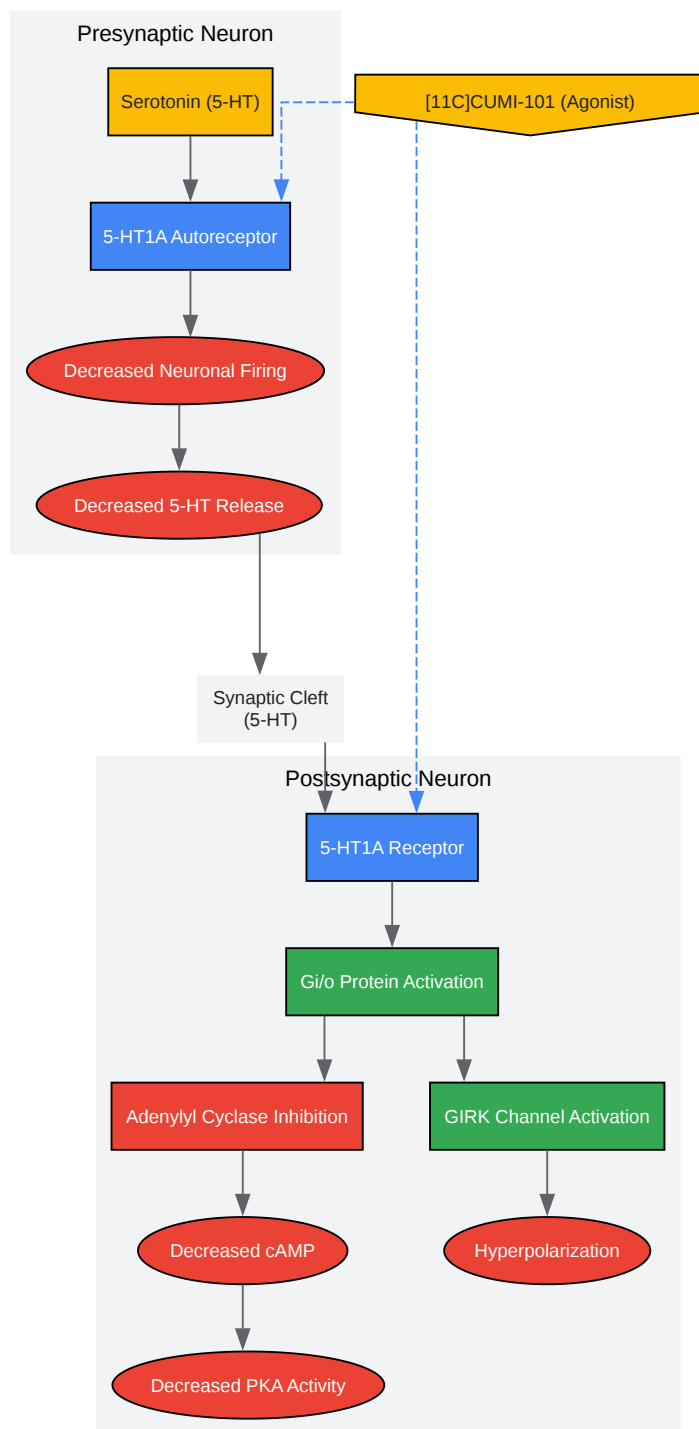 Presynaptic Neuron
Serotonin (5-HT)
[11C]CUMI-101 (Agonist)
5-HT1A Autoreceptor
Decreased Neuronal Firing
Decreased 5-HT Release
Synaptic Cleft
(5-HT)
Postsynaptic Neuron
5-HT1A Receptor
Gi/o Protein Activation
Adenylyl Cyclase Inhibition
GIRK Channel Activation
Decreased cAMP
Hyperpolarization
Decreased PKA Activity